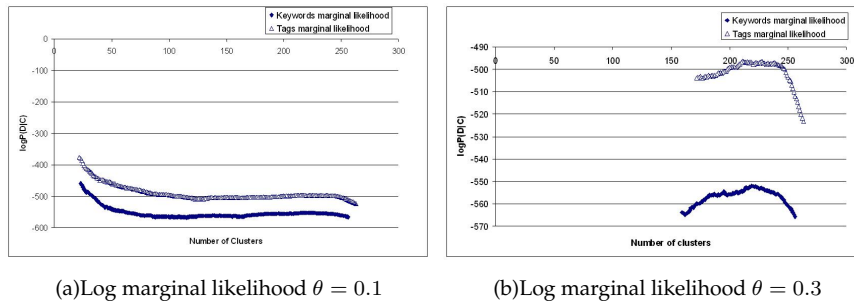 Keywords marginal likelihood
Tags marginal likelihood
0 50 100 150 200 250 300
0
-100
-200
-300
-400
-500
-600
logP(D|C)
Number of Clusters
Keywords marginal likelihood
Tags marginal likelihood
-490
0 50 100 150 200 250 300
-500
-510
-520
-530
-540
-550
-560
-570
logP(D|C)
Number of clusters
(a)Log marginal likelihood θ = 0.1
(b)Log marginal likelihood θ = 0.3